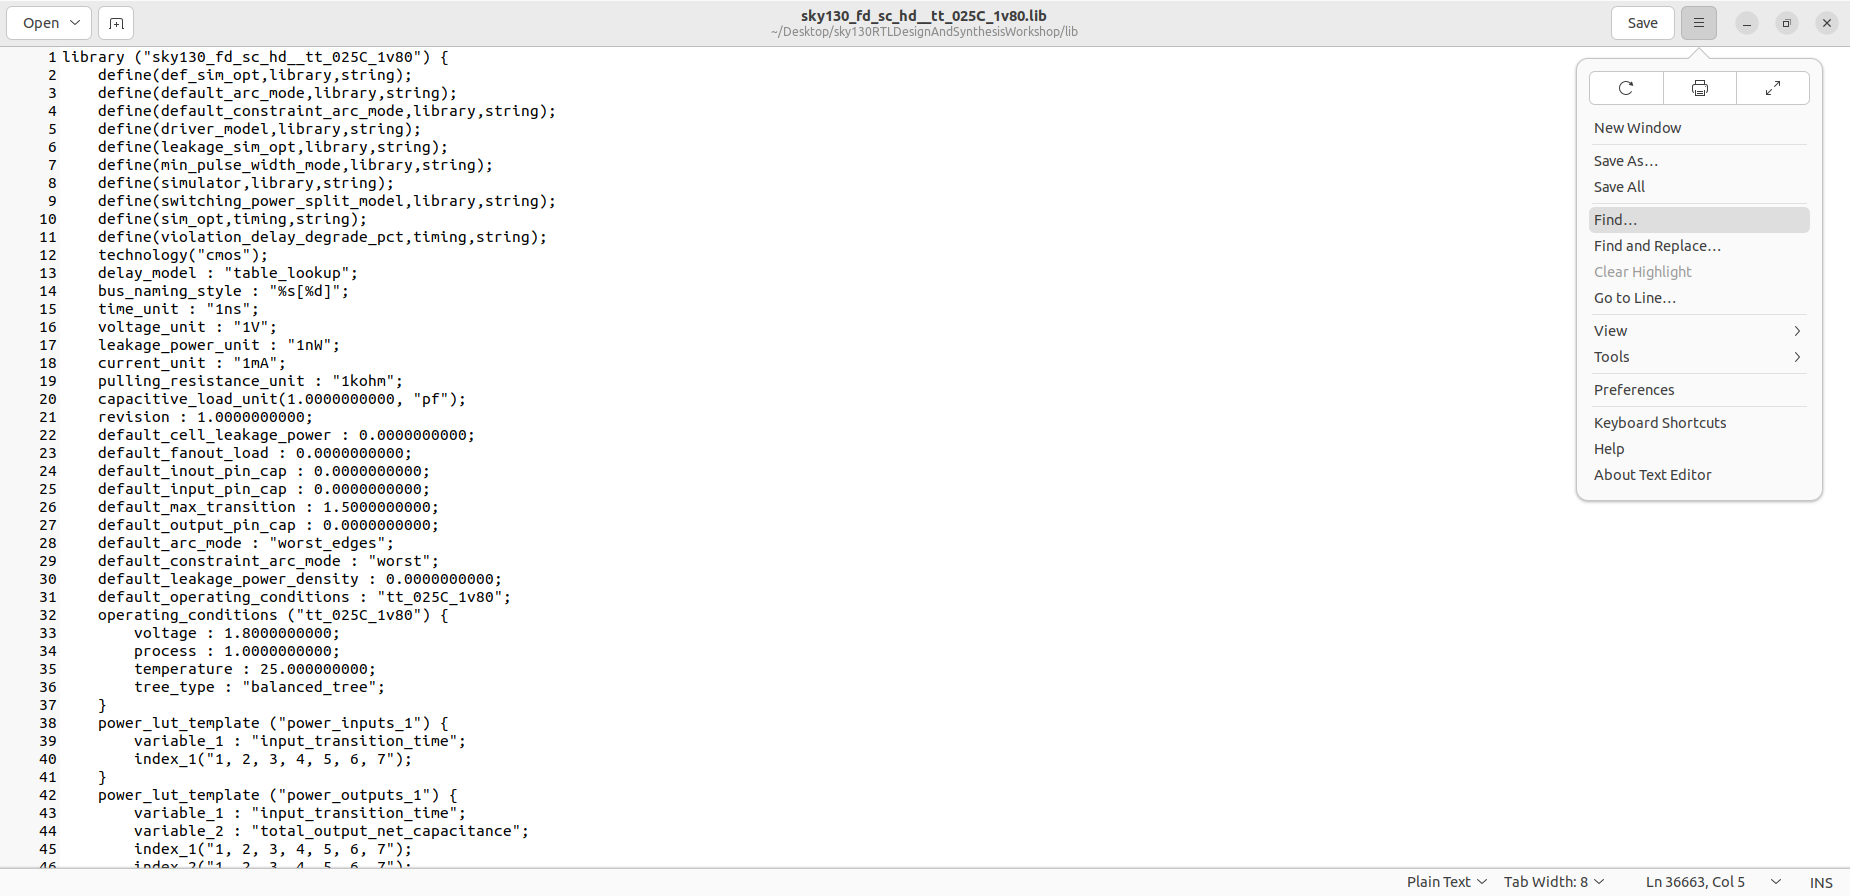 Open
sky130_fd_sc_hd__tt_025C_1v80.lib
~/Desktop/sky130RTLDesignAndSynthesisWorkshop/lib
Save
1 library ("sky130_fd_sc_hd__tt_025C_1v80") {
2     define(def_sim_opt,library,string);
3     define(default_arc_mode,library,string);
4     define(default_constraint_arc_mode,library,string);
5     define(driver_model,library,string);
6     define(leakage_sim_opt,library,string);
7     define(min_pulse_width_mode,library,string);
8     define(simulator,library,string);
9     define(switching_power_split_model,library,string);
10     define(sim_opt,timing,string);
11     define(violation_delay_degrade_pct,timing,string);
12     technology("cmos");
13     delay_model : "table_lookup";
14     bus_naming_style : "%s[%d]";
15     time_unit : "1ns";
16     voltage_unit : "1V";
17     leakage_power_unit : "1nW";
18     current_unit : "1mA";
19     pulling_resistance_unit : "1kohm";
20     capacitive_load_unit(1.0000000000, "pf");
21     revision : 1.0000000000;
22     default_cell_leakage_power : 0.0000000000;
23     default_fanout_load : 0.0000000000;
24     default_inout_pin_cap : 0.0000000000;
25     default_input_pin_cap : 0.0000000000;
26     default_max_transition : 1.5000000000;
27     default_output_pin_cap : 0.0000000000;
28     default_arc_mode : "worst_edges";
29     default_constraint_arc_mode : "worst";
30     default_leakage_power_density : 0.0000000000;
31     default_operating_conditions : "tt_025C_1v80";
32     operating_conditions ("tt_025C_1v80") {
33         voltage : 1.8000000000;
34         process : 1.0000000000;
35         temperature : 25.000000000;
36         tree_type : "balanced_tree";
37     }
38     power_lut_template ("power_inputs_1") {
39         variable_1 : "input_transition_time";
40         index_1("1, 2, 3, 4, 5, 6, 7");
41     }
42     power_lut_template ("power_outputs_1") {
43         variable_1 : "input_transition_time";
44         variable_2 : "total_output_net_capacitance";
45         index_1("1, 2, 3, 4, 5, 6, 7");
46         index_2("1, 2, 3, 4, 5, 6, 7");
New Window
Save As…
Save All
Find…
Find and Replace…
Clear Highlight
Go to Line…
View
Tools
Preferences
Keyboard Shortcuts
Help
About Text Editor
Plain Text
Tab Width: 8
Ln 36663, Col 5
INS